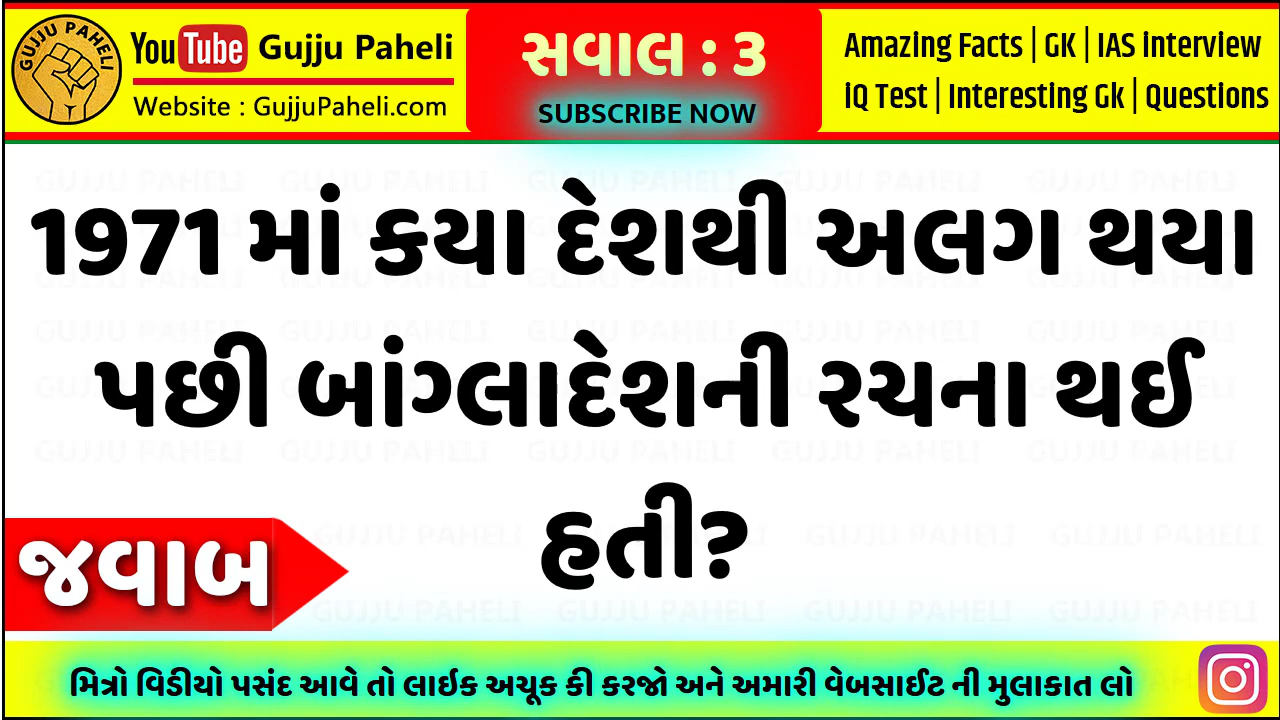 GUJJU PAHELI
YouTube Gujju Paheli
Website : GujjuPaheli.com
સવાલ : 3
SUBSCRIBE NOW
Amazing Facts | GK | IAS interview
iQ Test | Interesting Gk | Questions
1971 માં કયા દેશથી અલગ થયા
પછી બાંગ્લાદેશની રચના થઈ
હતી?
જવાબ
મિત્રો વિડીયો પસંદ આવે તો લાઇક અચૂક કી કરજો અને અમારી વેબસાઈટ ની મુલાકાત લો